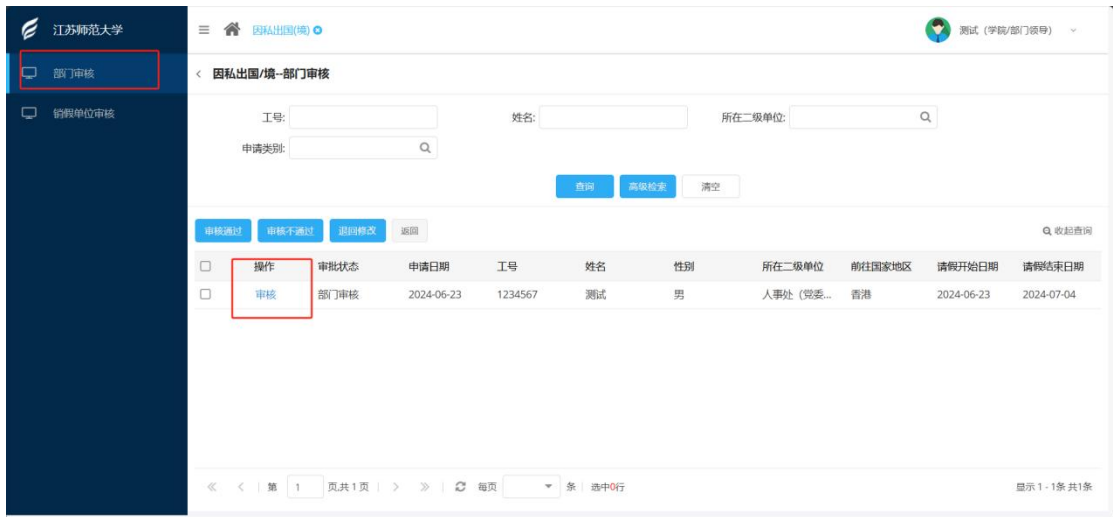 江苏师范大学
因私出国(境)
测试（学院/部门领导）
部门审核
因私出国/境--部门审核
销假单位审核
工号:
姓名:
所在二级单位:
申请类别:
查询
高级检索
清空
审核通过
审核不通过
退回修改
返回
收起查询
操作 审批状态 申请日期 工号 姓名 性别 所在二级单位 前往国家地区 请假开始日期 请假结束日期
审核 部门审核 2024-06-23 1234567 测试 男 人事处（党委... 香港 2024-06-23 2024-07-04
第 1 页,共1页 每页 条 选中0行
显示 1 - 1条 共1条